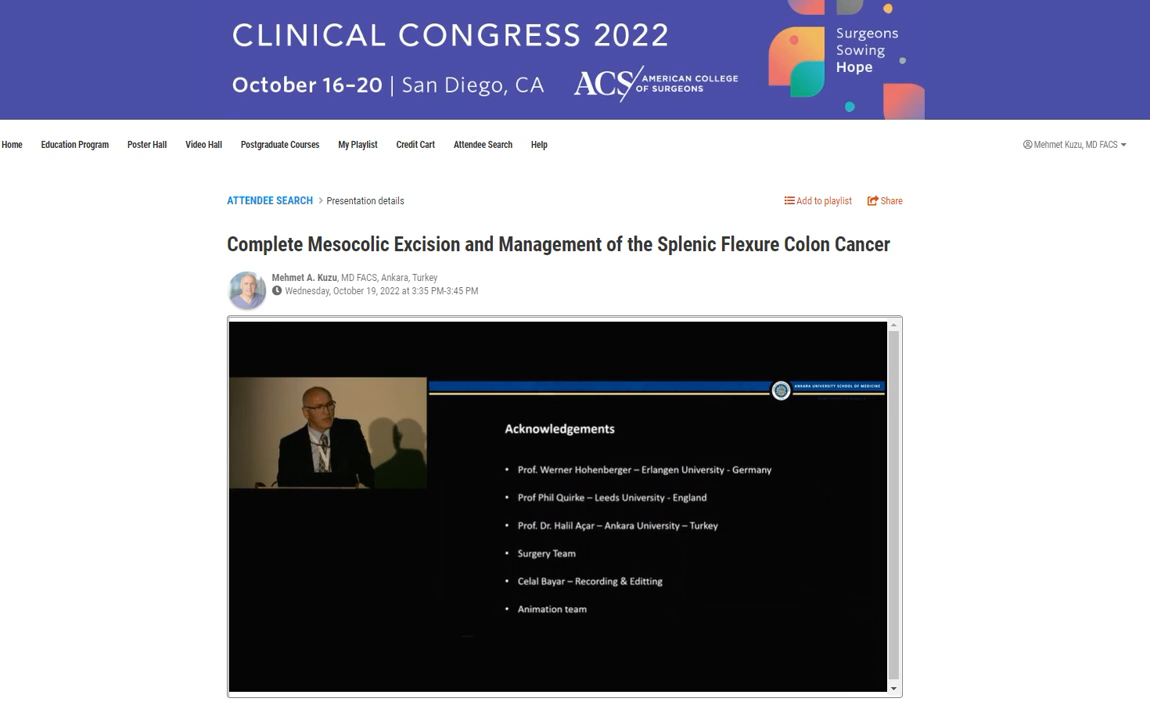 CLINICAL CONGRESS 2022
October 16–20 | San Diego, CA
ACS AMERICAN COLLEGE
OF SURGEONS
Surgeons
Sowing
Hope
Home Education Program Poster Hall Video Hall Postgraduate Courses My Playlist Credit Cart Attendee Search Help Mehmet Kuzu, MD FACS
ATTENDEE SEARCH > Presentation details Add to playlist Share
Complete Mesocolic Excision and Management of the Splenic Flexure Colon Cancer
Mehmet A. Kuzu, MD FACS, Ankara, Turkey
Wednesday, October 19, 2022 at 3:35 PM-3:45 PM
ANKARA UNIVERSITY SCHOOL OF MEDICINE
Acknowledgements
• Prof. Werner Hohenberger – Erlangen University - Germany
• Prof Phil Quirke – Leeds University - England
• Prof. Dr. Halil Açar – Ankara University – Turkey
• Surgery Team
• Celal Bayar – Recording & Editting
• Animation team